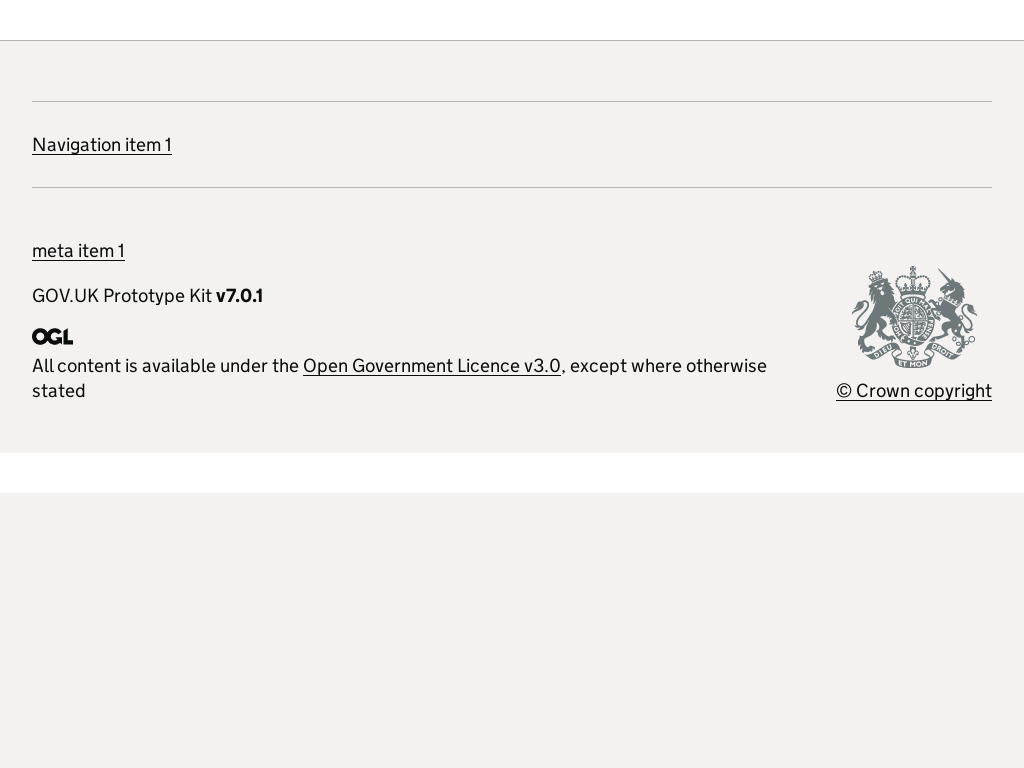 Navigation item 1
meta item 1
GOV.UK Prototype Kit v7.0.1
OGL
All content is available under the Open Government Licence v3.0, except where otherwise
stated
DIEU ET MON DROIT
© Crown copyright